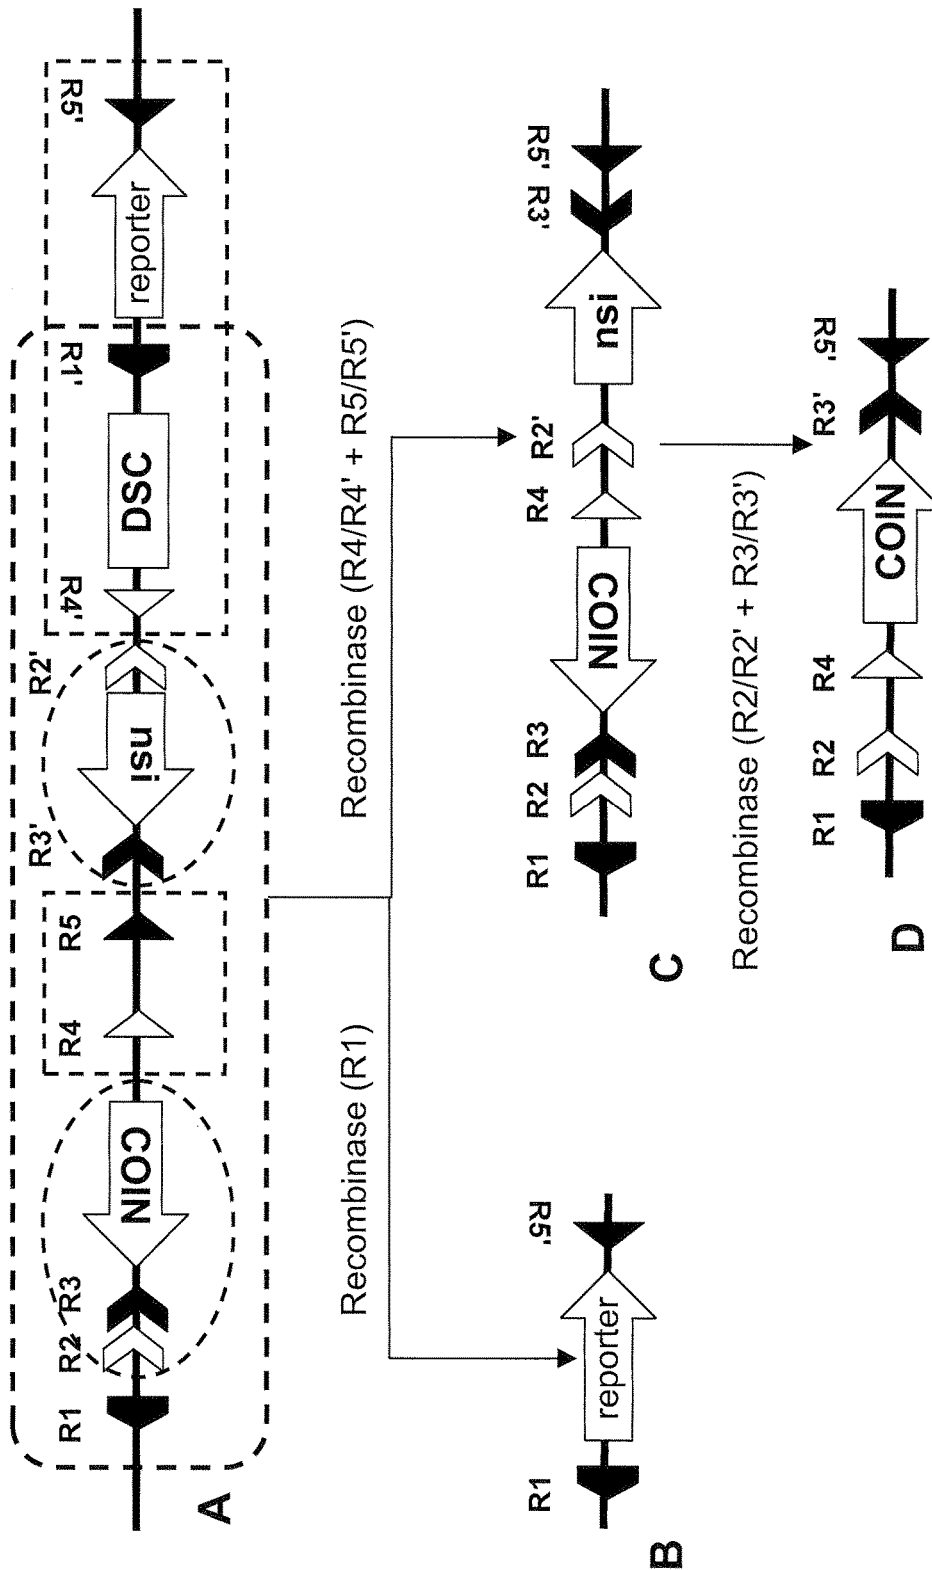 A
R1
R2
R3
COIN
R4
R5
R3'
nsi
R2'
R4'
DSC
R1'
reporter
R5'
Recombinase (R1)
Recombinase (R4/R4' + R5/R5')
B
R1
reporter
R5'
C
R1
R2
R3
COIN
R4
R2'
nsi
R3'
R5'
Recombinase (R2/R2' + R3/R3')
D
R1
R2
R4
COIN
R3'
R5'